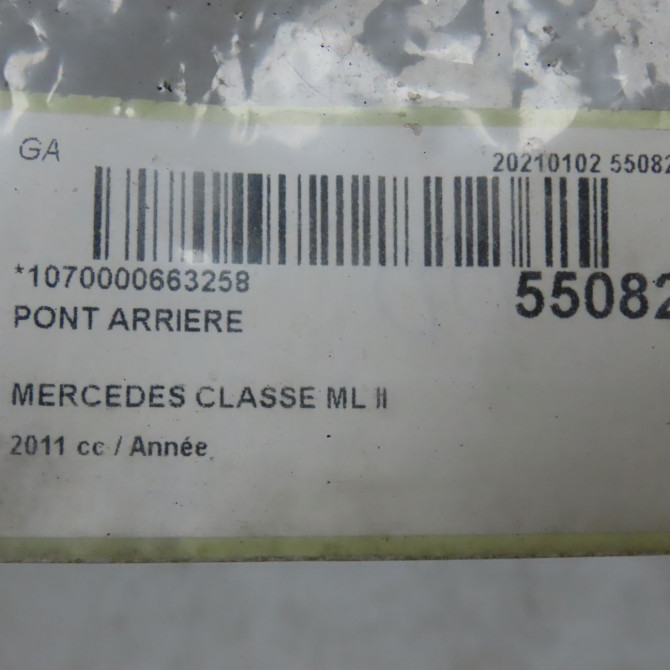 GA
20210102 55082
*1070000663258
55082
PONT ARRIERE
MERCEDES CLASSE ML II
2011 cc / Année